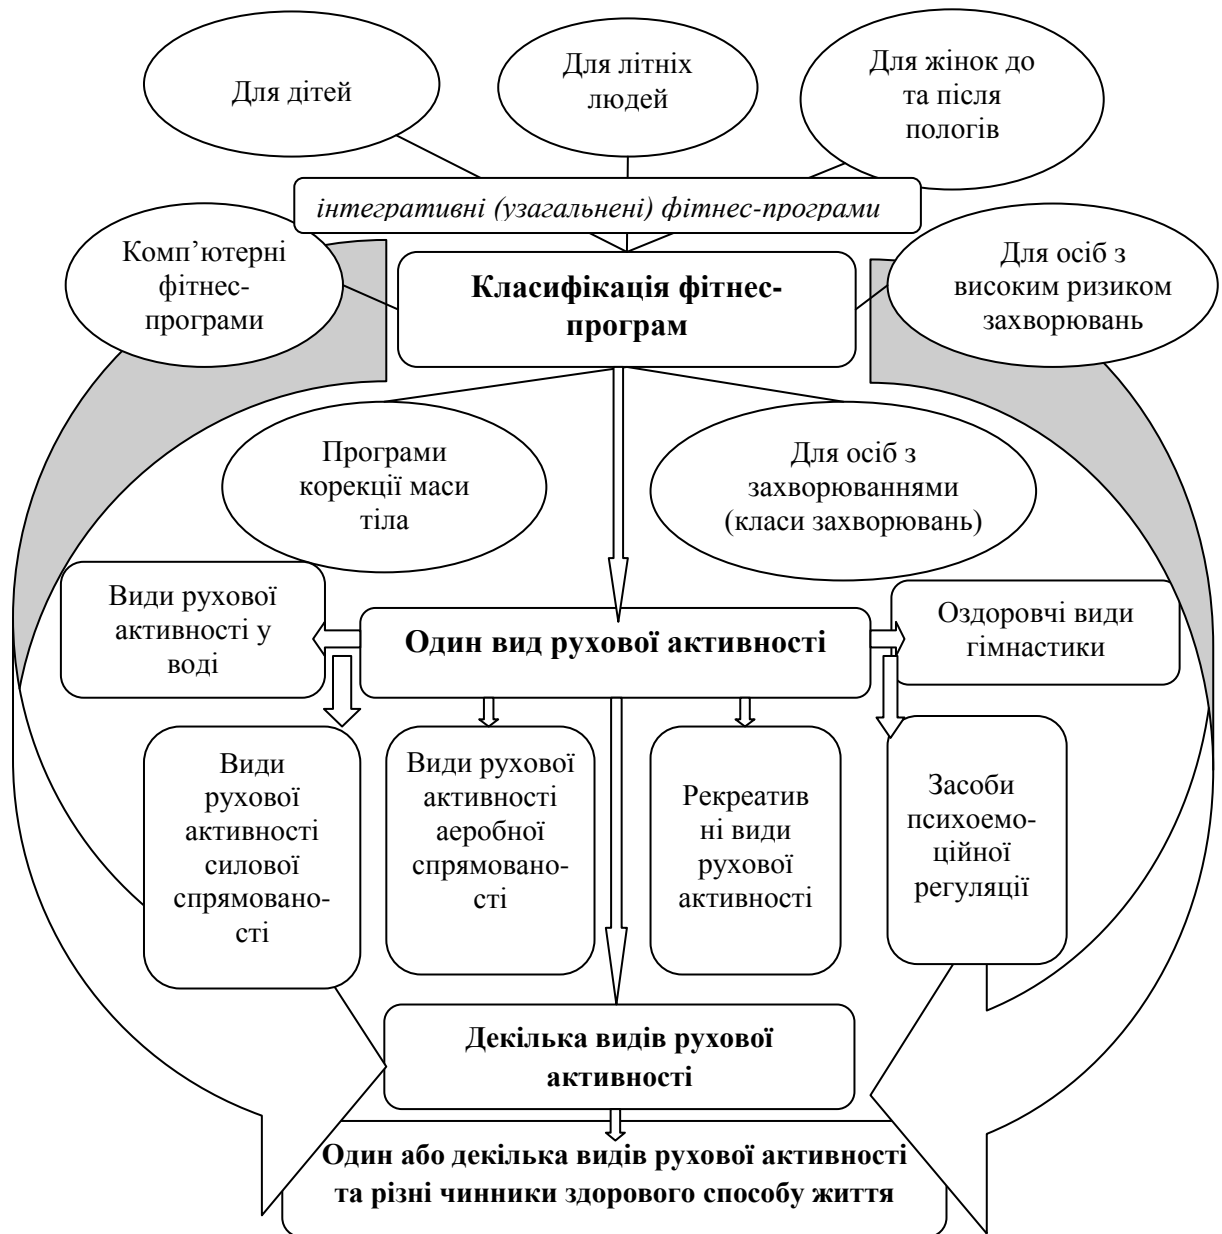 Для дітей
Для літніх
людей
Для жінок до
та після
пологів
інтегративні (узагальнені) фітнес-програми
Комп’ютерні
фітнес-
програми
Класифікація фітнес-
програм
Для осіб з
високим ризиком
захворювань
Програми
корекції маси
тіла
Для осіб з
захворюваннями
(класи захворювань)
Види рухової
активності у
воді
Один вид рухової активності
Оздоровчі види
гімнастики
Види
рухової
активності
силової
спрямовано-
сті
Види рухової
активності
аеробної
спрямовано-
сті
Рекреатив
ні види
рухової
активності
Засоби
психоемо-
ційної
регуляції
Декілька видів рухової
активності
Один або декілька видів рухової активності
та різні чинники здорового способу життя